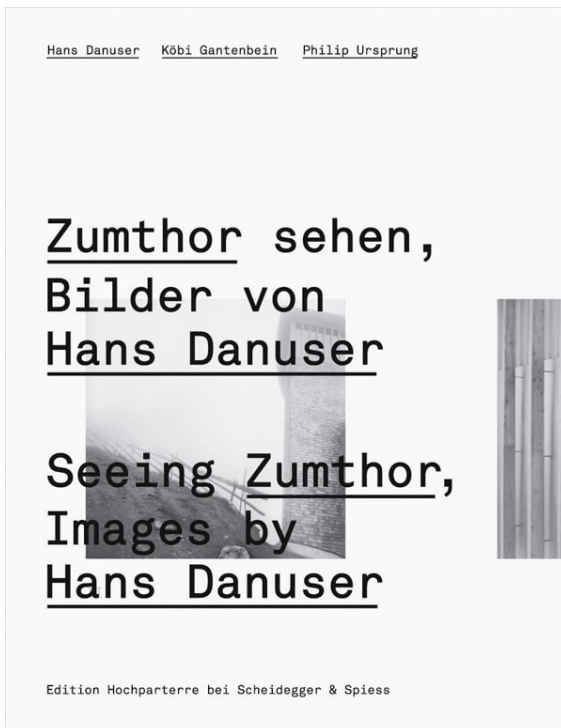 Hans Danuser Köbi Gantenbein Philip Ursprung
Zumthor sehen,
Bilder von
Hans Danuser
Seeing Zumthor,
Images by
Hans Danuser
Edition Hochparterre bei Scheidegger & Spiess